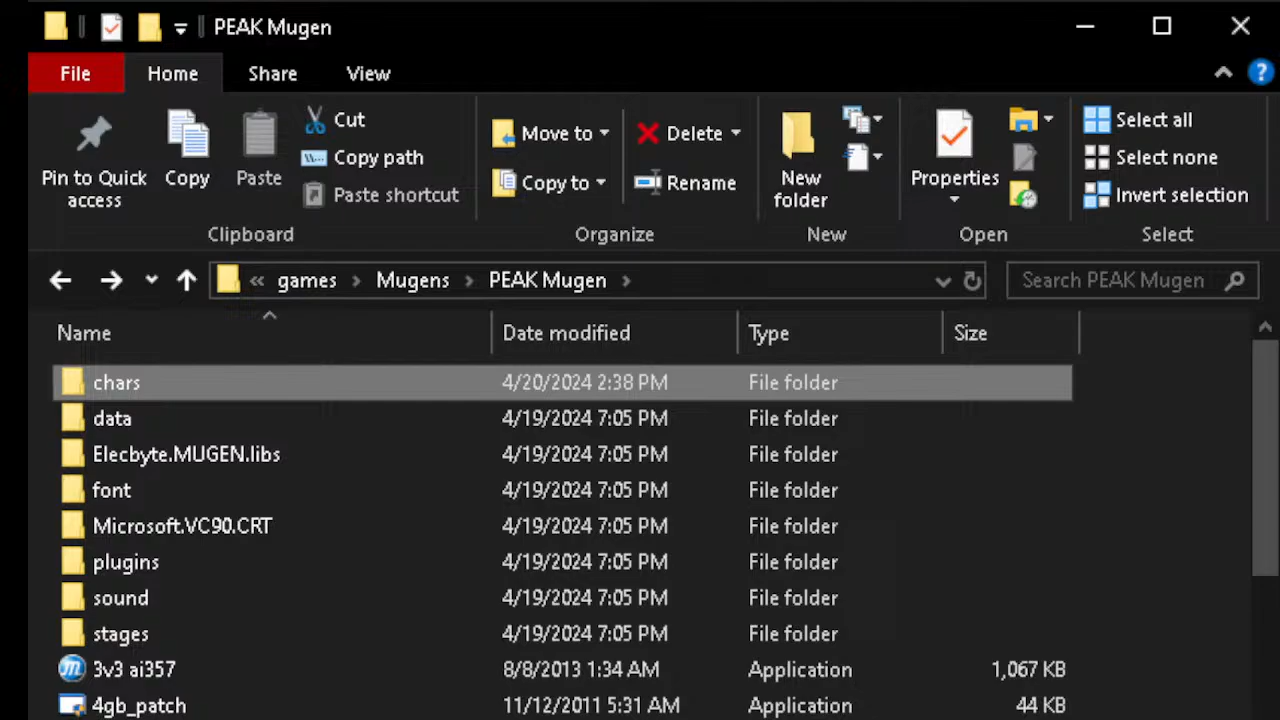 PEAK Mugen
File Home Share View
Pin to Quick access
Copy
Paste
Cut
Copy path
Paste shortcut
Clipboard
Move to
Copy to
Delete
Rename
Organize
New folder
New
Properties
Open
Select all
Select none
Invert selection
Select
« games > Mugens > PEAK Mugen >
Search PEAK Mugen
Name Date modified Type Size
chars 4/20/2024 2:38 PM File folder
data 4/19/2024 7:05 PM File folder
Elecbyte.MUGEN.libs 4/19/2024 7:05 PM File folder
font 4/19/2024 7:05 PM File folder
Microsoft.VC90.CRT 4/19/2024 7:05 PM File folder
plugins 4/19/2024 7:05 PM File folder
sound 4/19/2024 7:05 PM File folder
stages 4/19/2024 7:05 PM File folder
3v3 ai357 8/8/2013 1:34 AM Application 1,067 KB
4gb_patch 11/12/2011 5:31 AM Application 44 KB